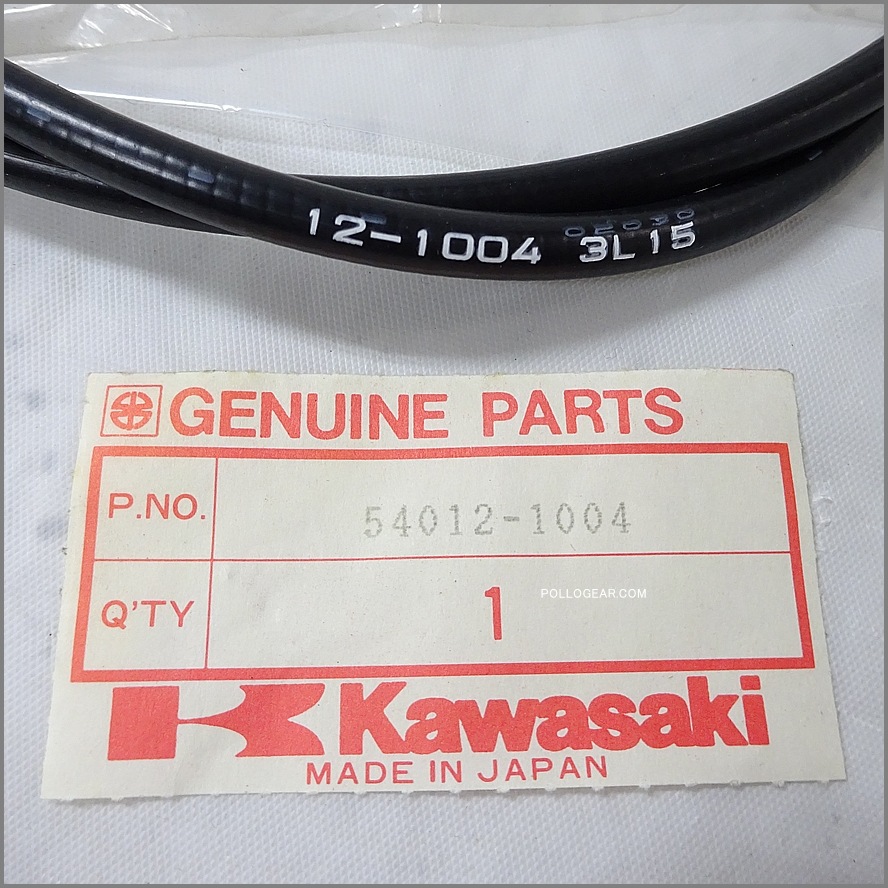 12-1004 3L15
GENUINE PARTS
P.NO. 54012-1004
Q'TY 1
POLLOGEAR.COM
Kawasaki
MADE IN JAPAN